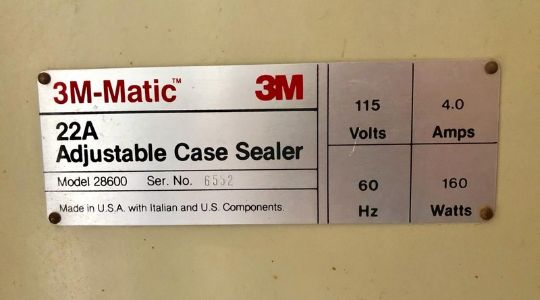 3M-Matic™ 3M
22A
Adjustable Case Sealer
Model 28600 Ser. No. 6552
Made in U.S.A. with Italian and U.S. Components.
115 Volts
4.0 Amps
60 Hz
160 Watts